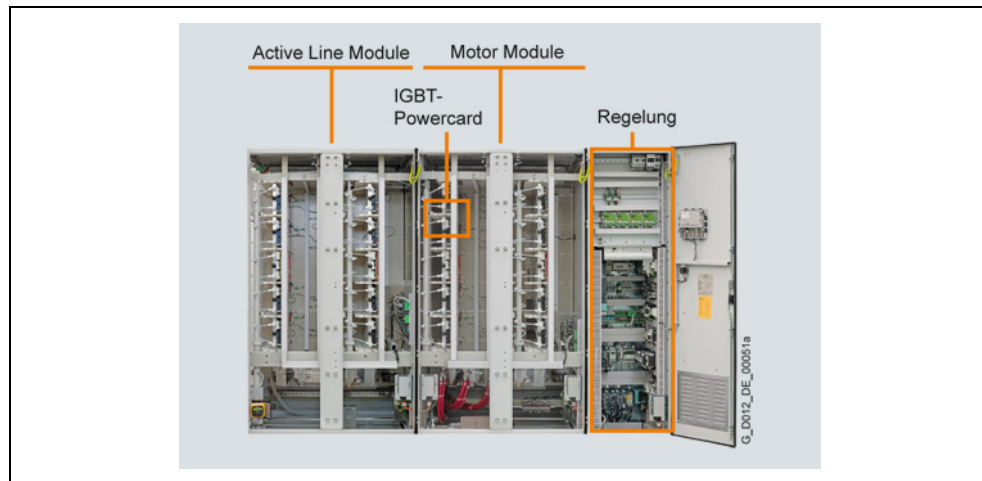 Active Line Module
Motor Module
IGBT-
Powercard
Regelung
G_D012_DE_00051a